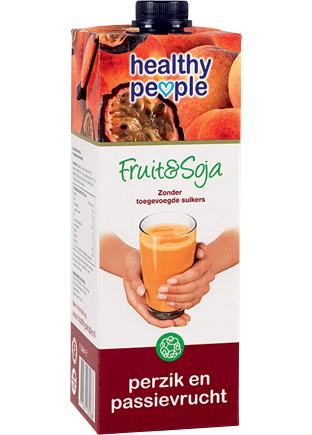 healthy
people
Fruit&Soja
Zonder
toegevoegde suikers
perzik en
passievrucht